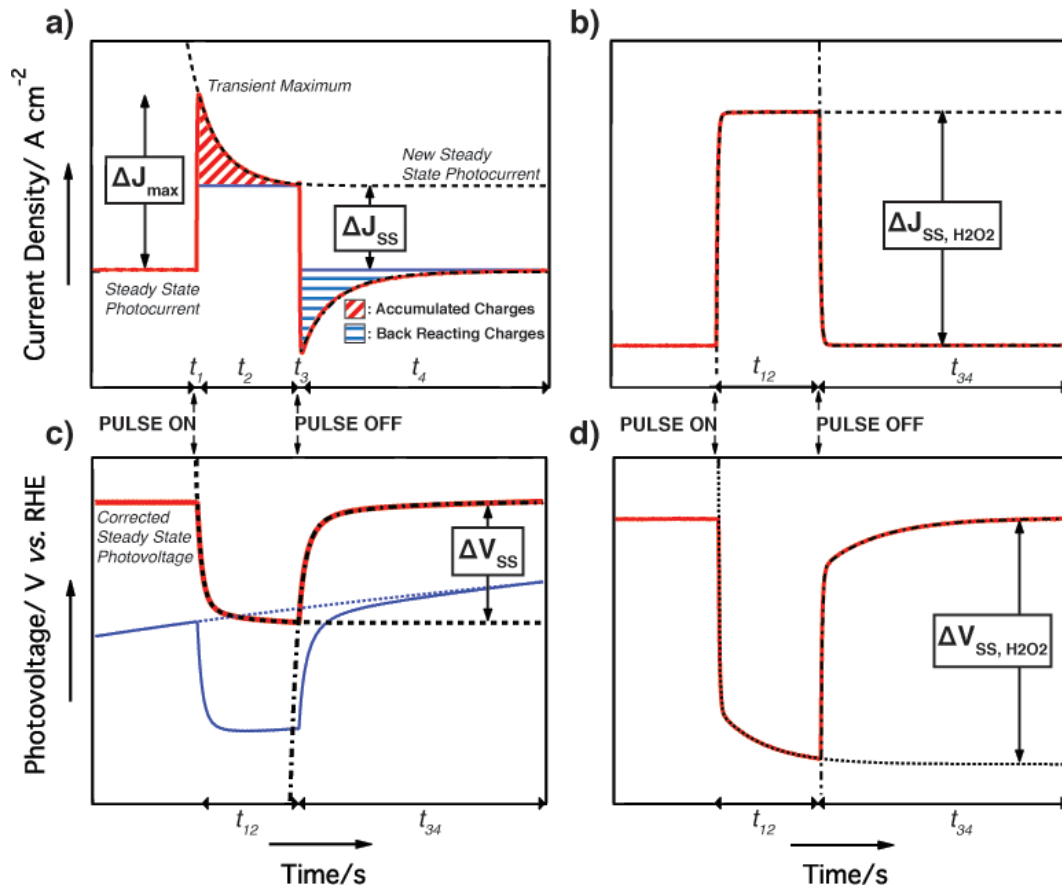 a)
b)
Current Density/ A cm-2
Transient Maximum
ΔJmax
New Steady
State Photocurrent
ΔJSS
Steady State
Photocurrent
: Accumulated Charges
: Back Reacting Charges
t1
t2
t3
t4
ΔJSS, H2O2
t12
t34
PULSE ON
PULSE OFF
PULSE ON
PULSE OFF
c)
d)
Photovoltage/ V vs. RHE
Corrected
Steady State
Photovoltage
ΔVSS
ΔVSS, H2O2
t12
t34
t12
t34
Time/s
Time/s